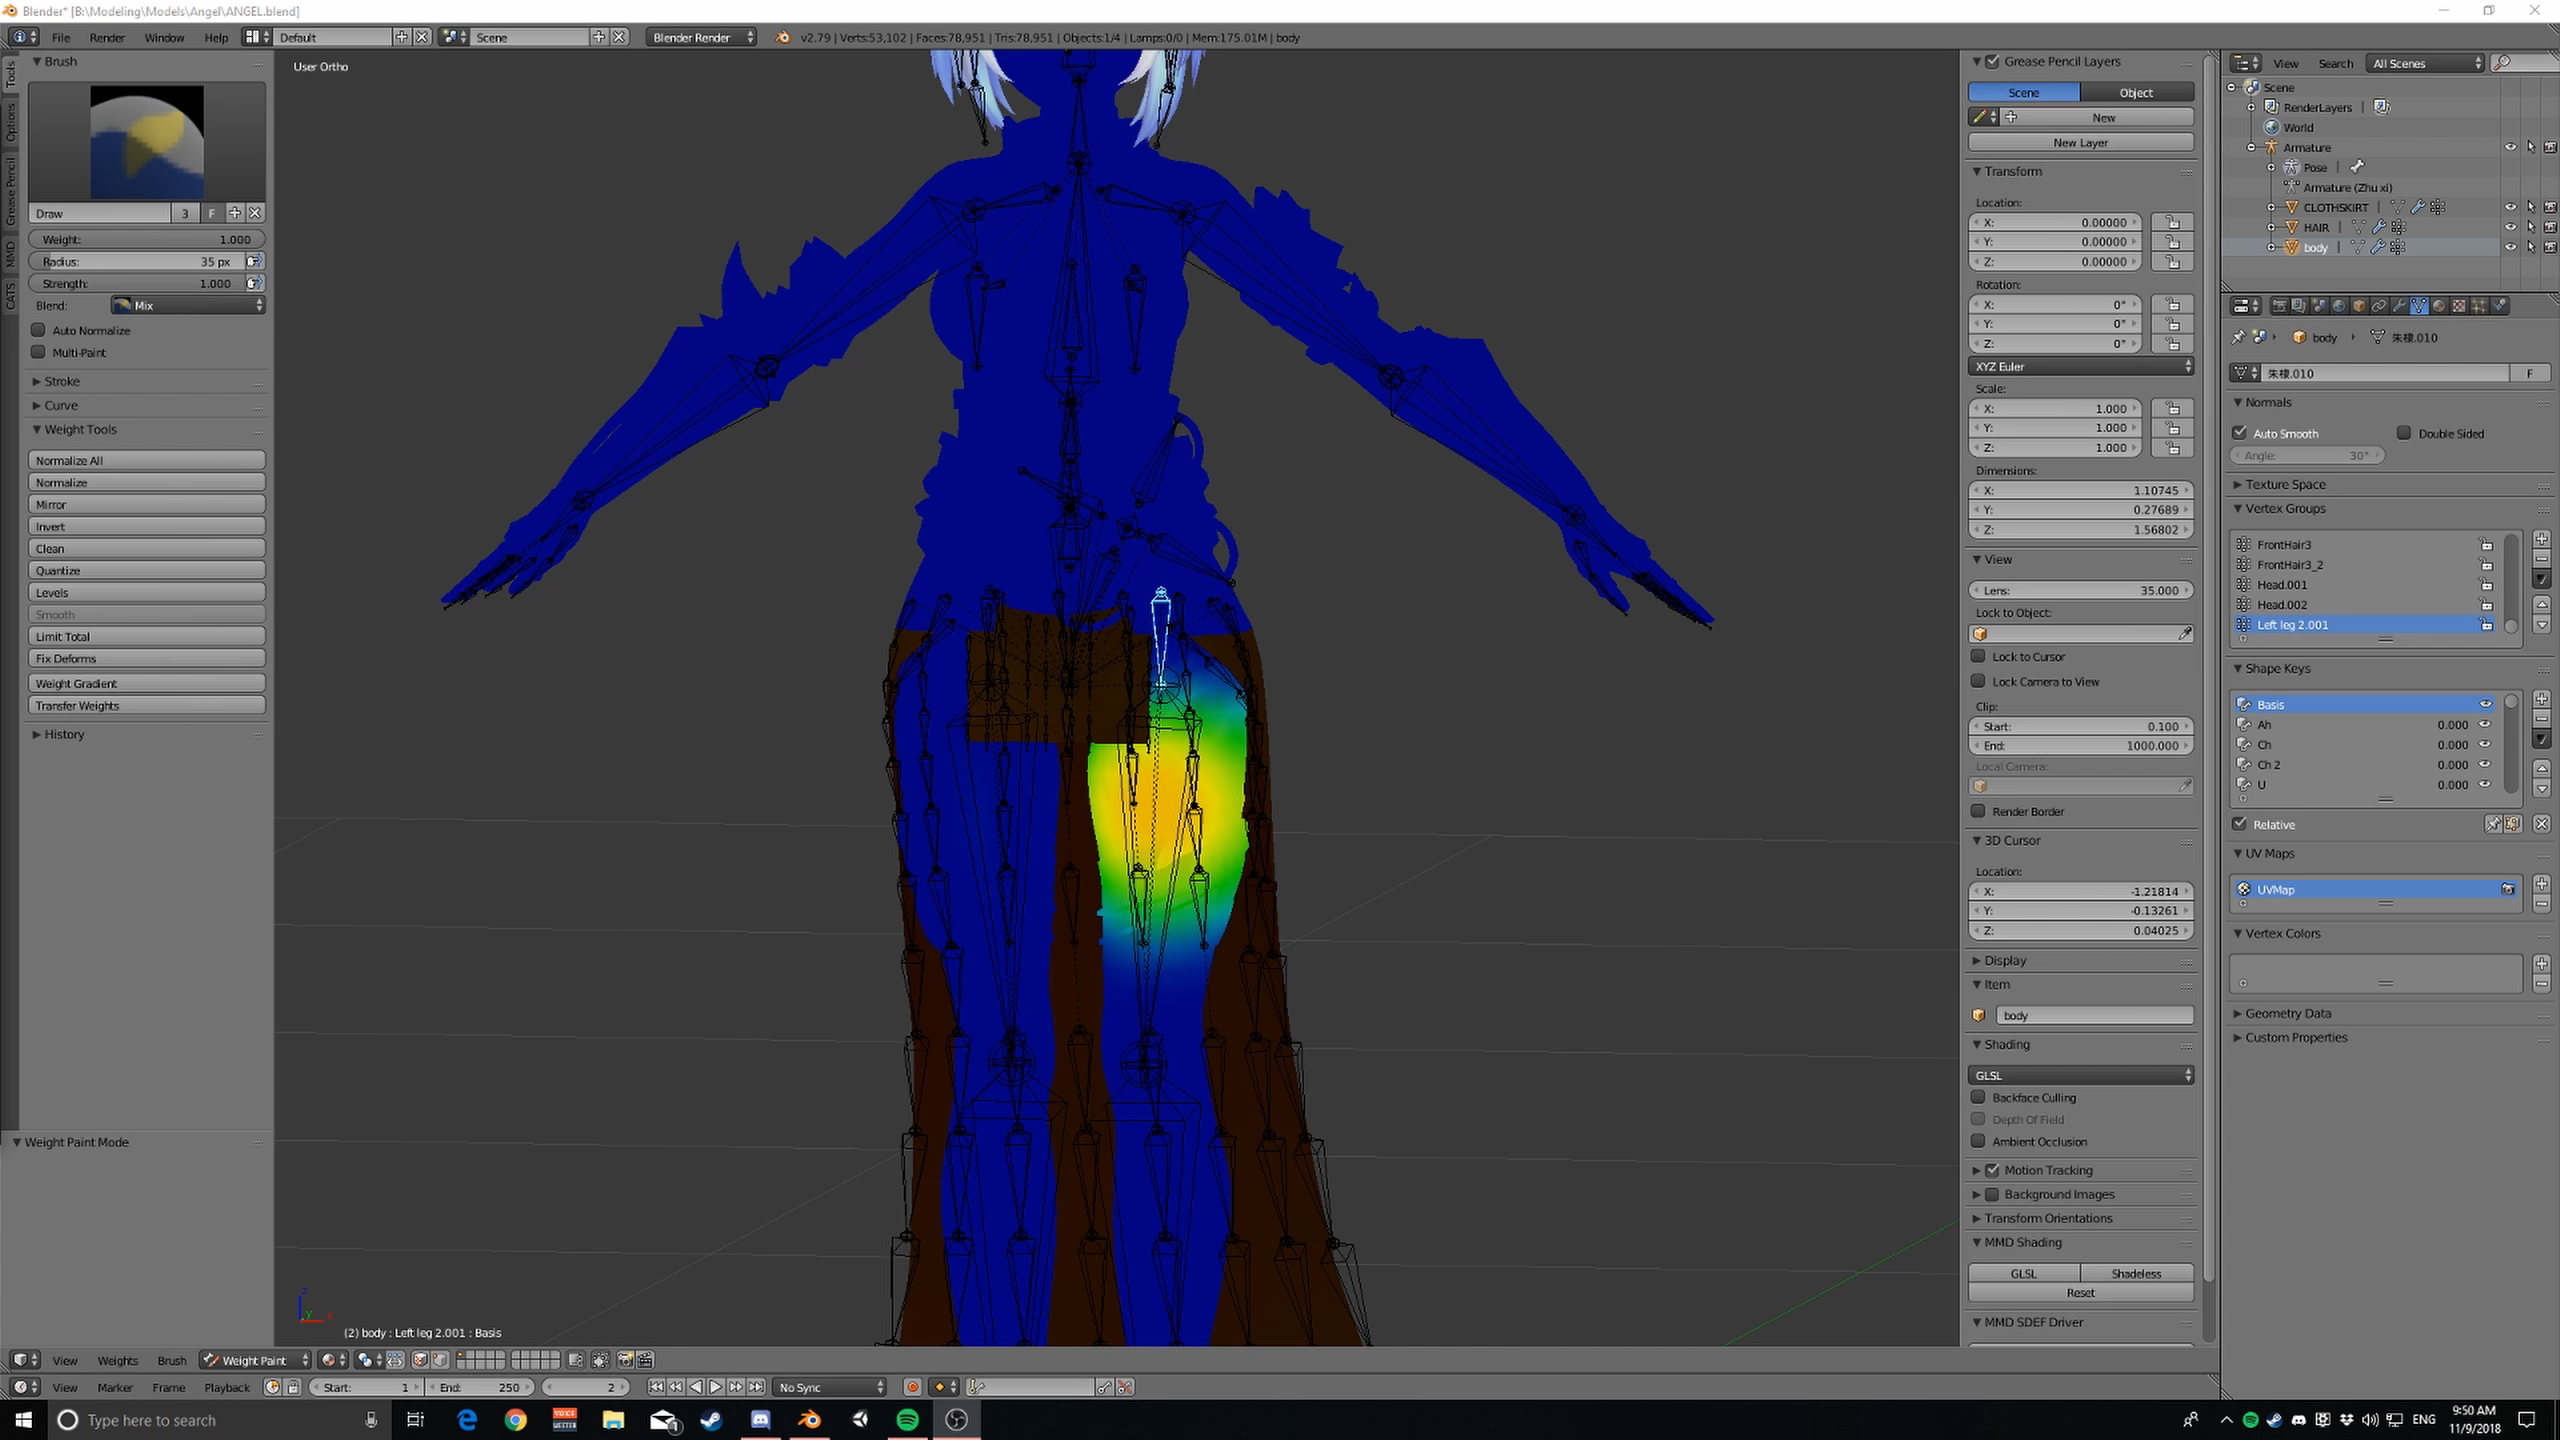 Blender* [B:\Modeling\Models\Angel\ANGEL.blend]
File Render Window Help Default Scene Blender Render v2.79 | Verts:53,102 | Faces:78,951 | Tris:78,951 | Objects:1/4 | Lamps:0/0 | Mem:175.01M | body
Tools
Options
Grease Pencil
MMD
CATS
Brush
Draw 3 F
Weight: 1.000
Radius: 35 px
Strength: 1.000
Blend: Mix
Auto Normalize
Multi-Paint
Stroke
Curve
Weight Tools
Normalize All
Normalize
Mirror
Invert
Clean
Quantize
Levels
Smooth
Limit Total
Fix Deforms
Weight Gradient
Transfer Weights
History
Weight Paint Mode
User Ortho
(2) body : Left leg 2.001 : Basis
Grease Pencil Layers
Scene Object
New
New Layer
Transform
Location:
X: 0.00000
Y: 0.00000
Z: 0.00000
Rotation:
X: 0°
Y: 0°
Z: 0°
XYZ Euler
Scale:
X: 1.000
Y: 1.000
Z: 1.000
Dimensions:
X: 1.10745
Y: 0.27689
Z: 1.56802
View
Lens: 35.000
Lock to Object:
Lock to Cursor
Lock Camera to View
Clip:
Start: 0.100
End: 1000.000
Local Camera:
Render Border
3D Cursor
Location:
X: -1.21814
Y: -0.13261
Z: 0.04025
Display
Item
body
Shading
GLSL
Backface Culling
Depth Of Field
Ambient Occlusion
Motion Tracking
Background Images
Transform Orientations
MMD Shading
GLSL Shadeless
Reset
MMD SDEF Driver
View Search All Scenes
Scene
RenderLayers
World
Armature
Pose
Armature (Zhu xi)
CLOTHSKIRT
HAIR
body
body 朱棣.010
朱棣.010 F
Normals
Auto Smooth Double Sided
Angle: 30°
Texture Space
Vertex Groups
FrontHair3
FrontHair3_2
Head.001
Head.002
Left leg 2.001
Shape Keys
Basis
Ah 0.000
Ch 0.000
Ch 2 0.000
U 0.000
Relative
UV Maps
UVMap
Vertex Colors
Geometry Data
Custom Properties
View Weights Brush Weight Paint
View Marker Frame Playback Start: 1 End: 250 2 No Sync
Type here to search
ENG
9:50 AM
11/9/2018